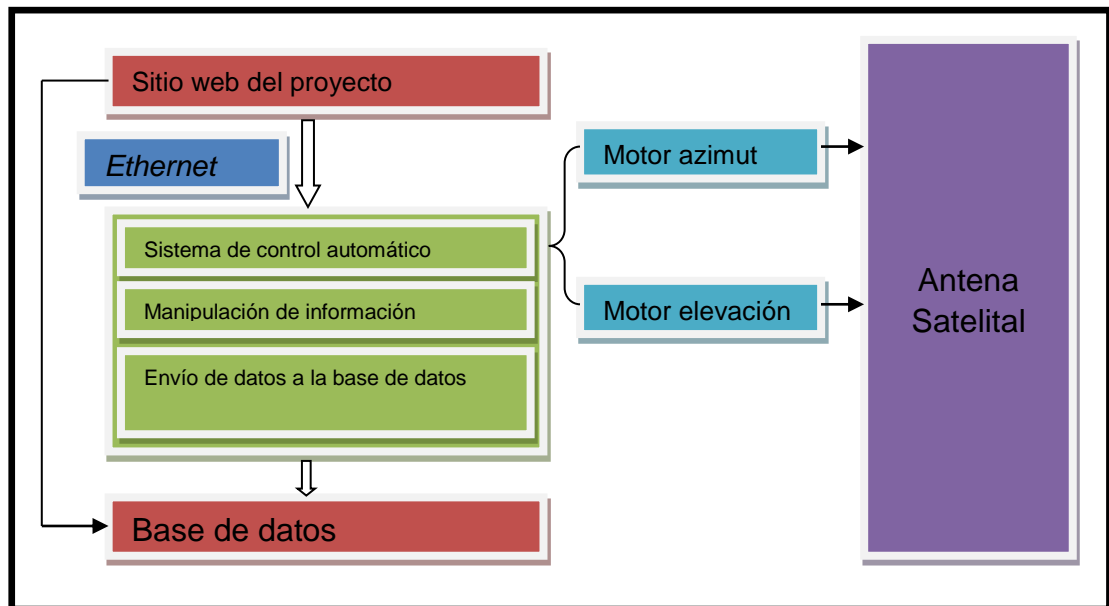 Sitio web del proyecto
Ethernet
Sistema de control automático
Manipulación de información
Envío de datos a la base de datos
Base de datos
Motor azimut
Motor elevación
Antena
Satelital